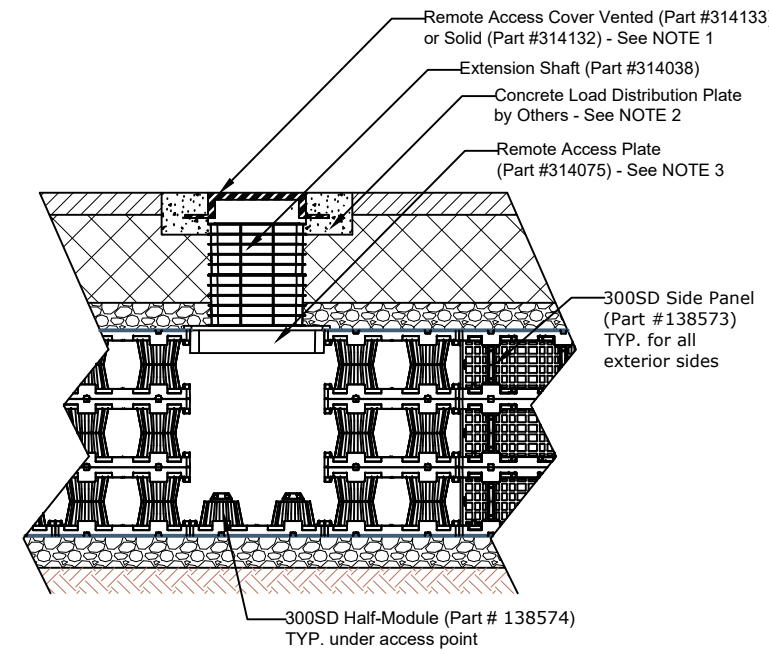 Remote Access Cover Vented (Part #314133)
or Solid (Part #314132) - See NOTE 1
Extension Shaft (Part #314038)
Concrete Load Distribution Plate
by Others - See NOTE 2
Remote Access Plate
(Part #314075) - See NOTE 3
300SD Side Panel
(Part #138573)
TYP. for all
exterior sides
300SD Half-Module (Part # 138574)
TYP. under access point